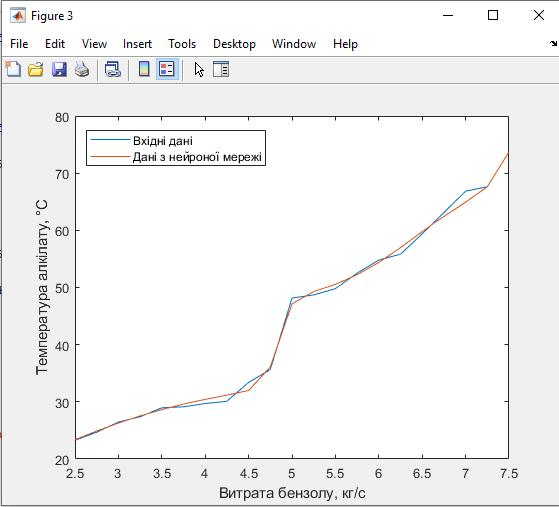 Figure 3
File Edit View Insert Tools Desktop Window Help
80
70
60
50
40
30
20
Температура алкілату, °C
Вхідні дані
Дані з нейроної мережі
2.5 3 3.5 4 4.5 5 5.5 6 6.5 7 7.5
Витрата бензолу, кг/с